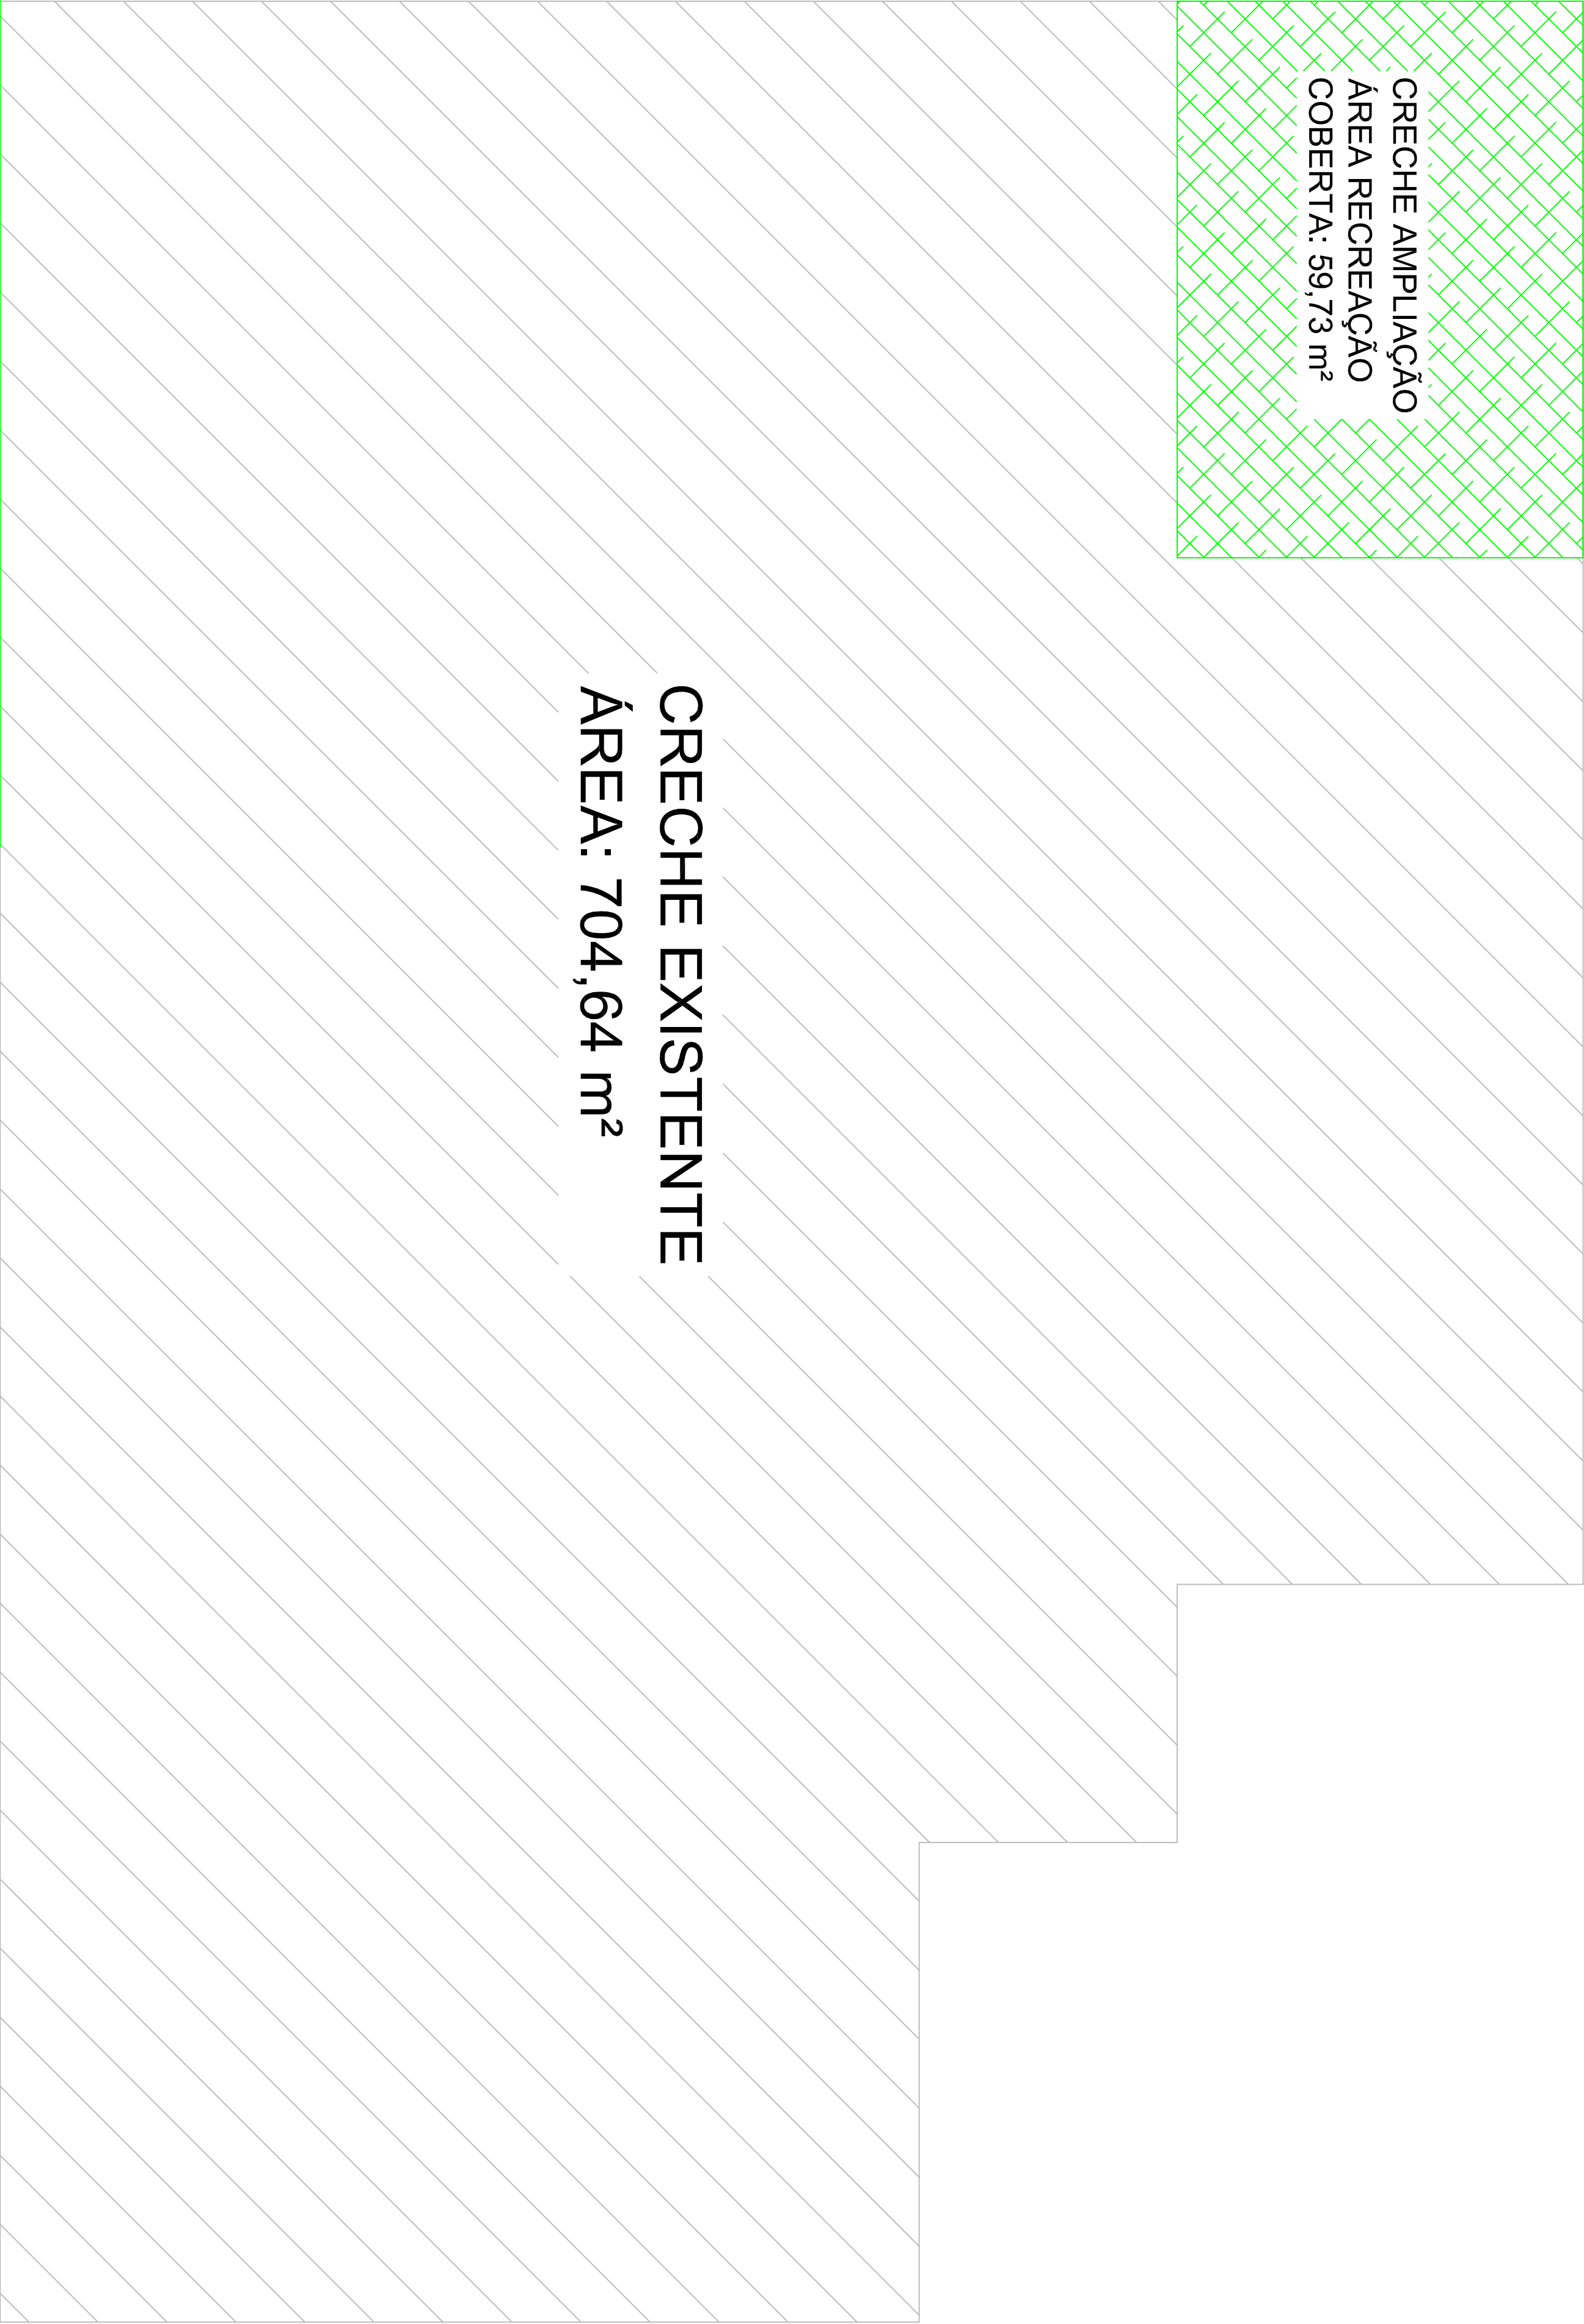 CRECHE AMPLIAÇÃO
ÁREA RECREAÇÃO
COBERTA: 59,73 m²
CRECHE EXISTENTE
ÁREA: 704,64 m²